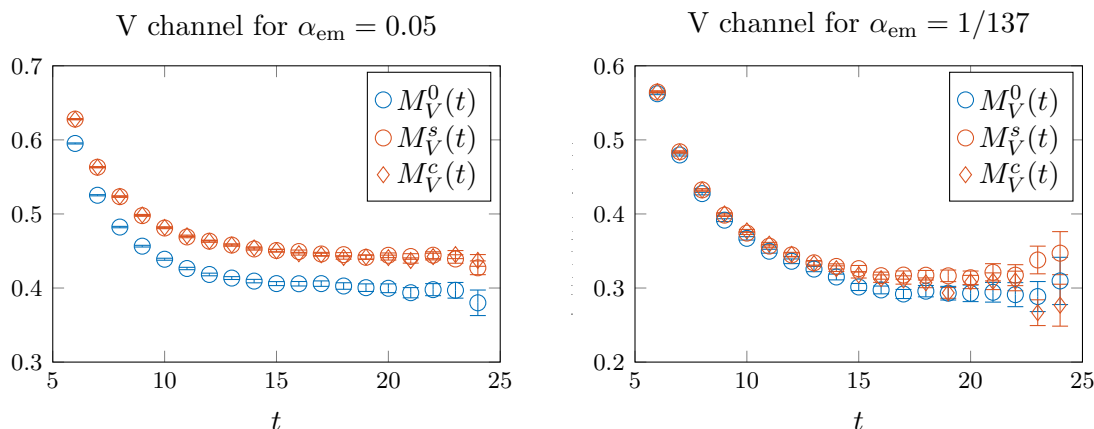 V channel for αem = 0.05
0.7
0.6
0.5
0.4
0.3
5 10 15 20 25
t
M_V^0(t)
M_V^s(t)
M_V^c(t)
V channel for αem = 1/137
0.6
0.5
0.4
0.3
0.2
5 10 15 20 25
t
M_V^0(t)
M_V^s(t)
M_V^c(t)